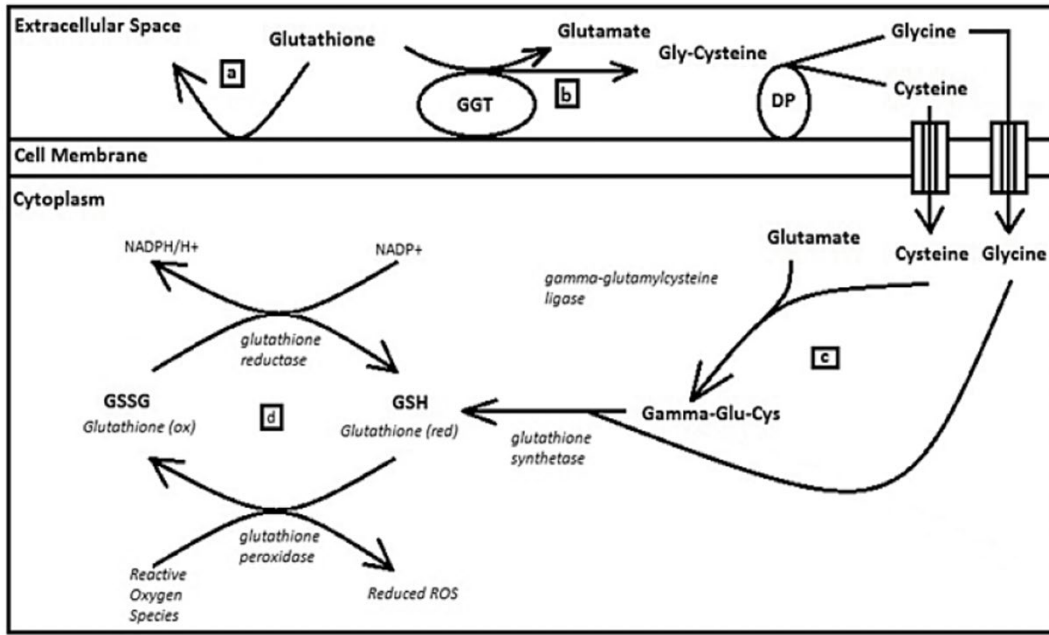 Extracellular Space
Glutathione
a
GGT
Glutamate
b
Gly-Cysteine
DP
Glycine
Cysteine
Cell Membrane
Cytoplasm
NADPH/H+
NADP+
glutathione
reductase
GSSG
Glutathione (ox)
d
GSH
Glutathione (red)
glutathione
peroxidase
Reactive
Oxygen
Species
Reduced ROS
gamma-glutamylcysteine
ligase
Glutamate
Cysteine
Glycine
c
Gamma-Glu-Cys
glutathione
synthetase